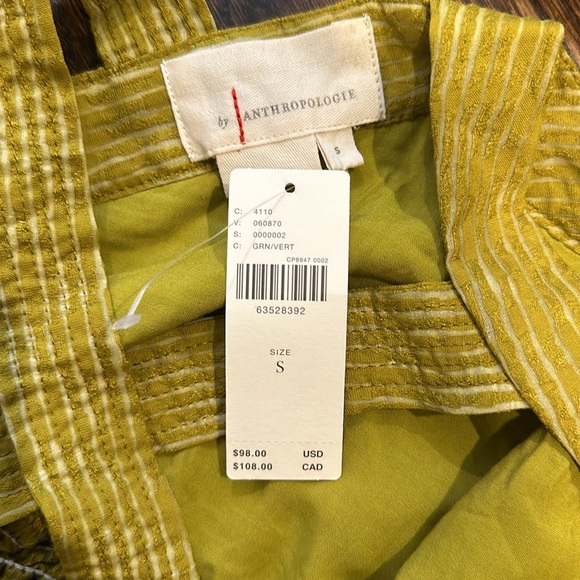 by ANTHROPOLOGIE
S
C: 4110
V: 060870
S: 0000002
C: GRN/VERT
CP8947 0002
63528392
SIZE
S
$98.00 USD
$108.00 CAD